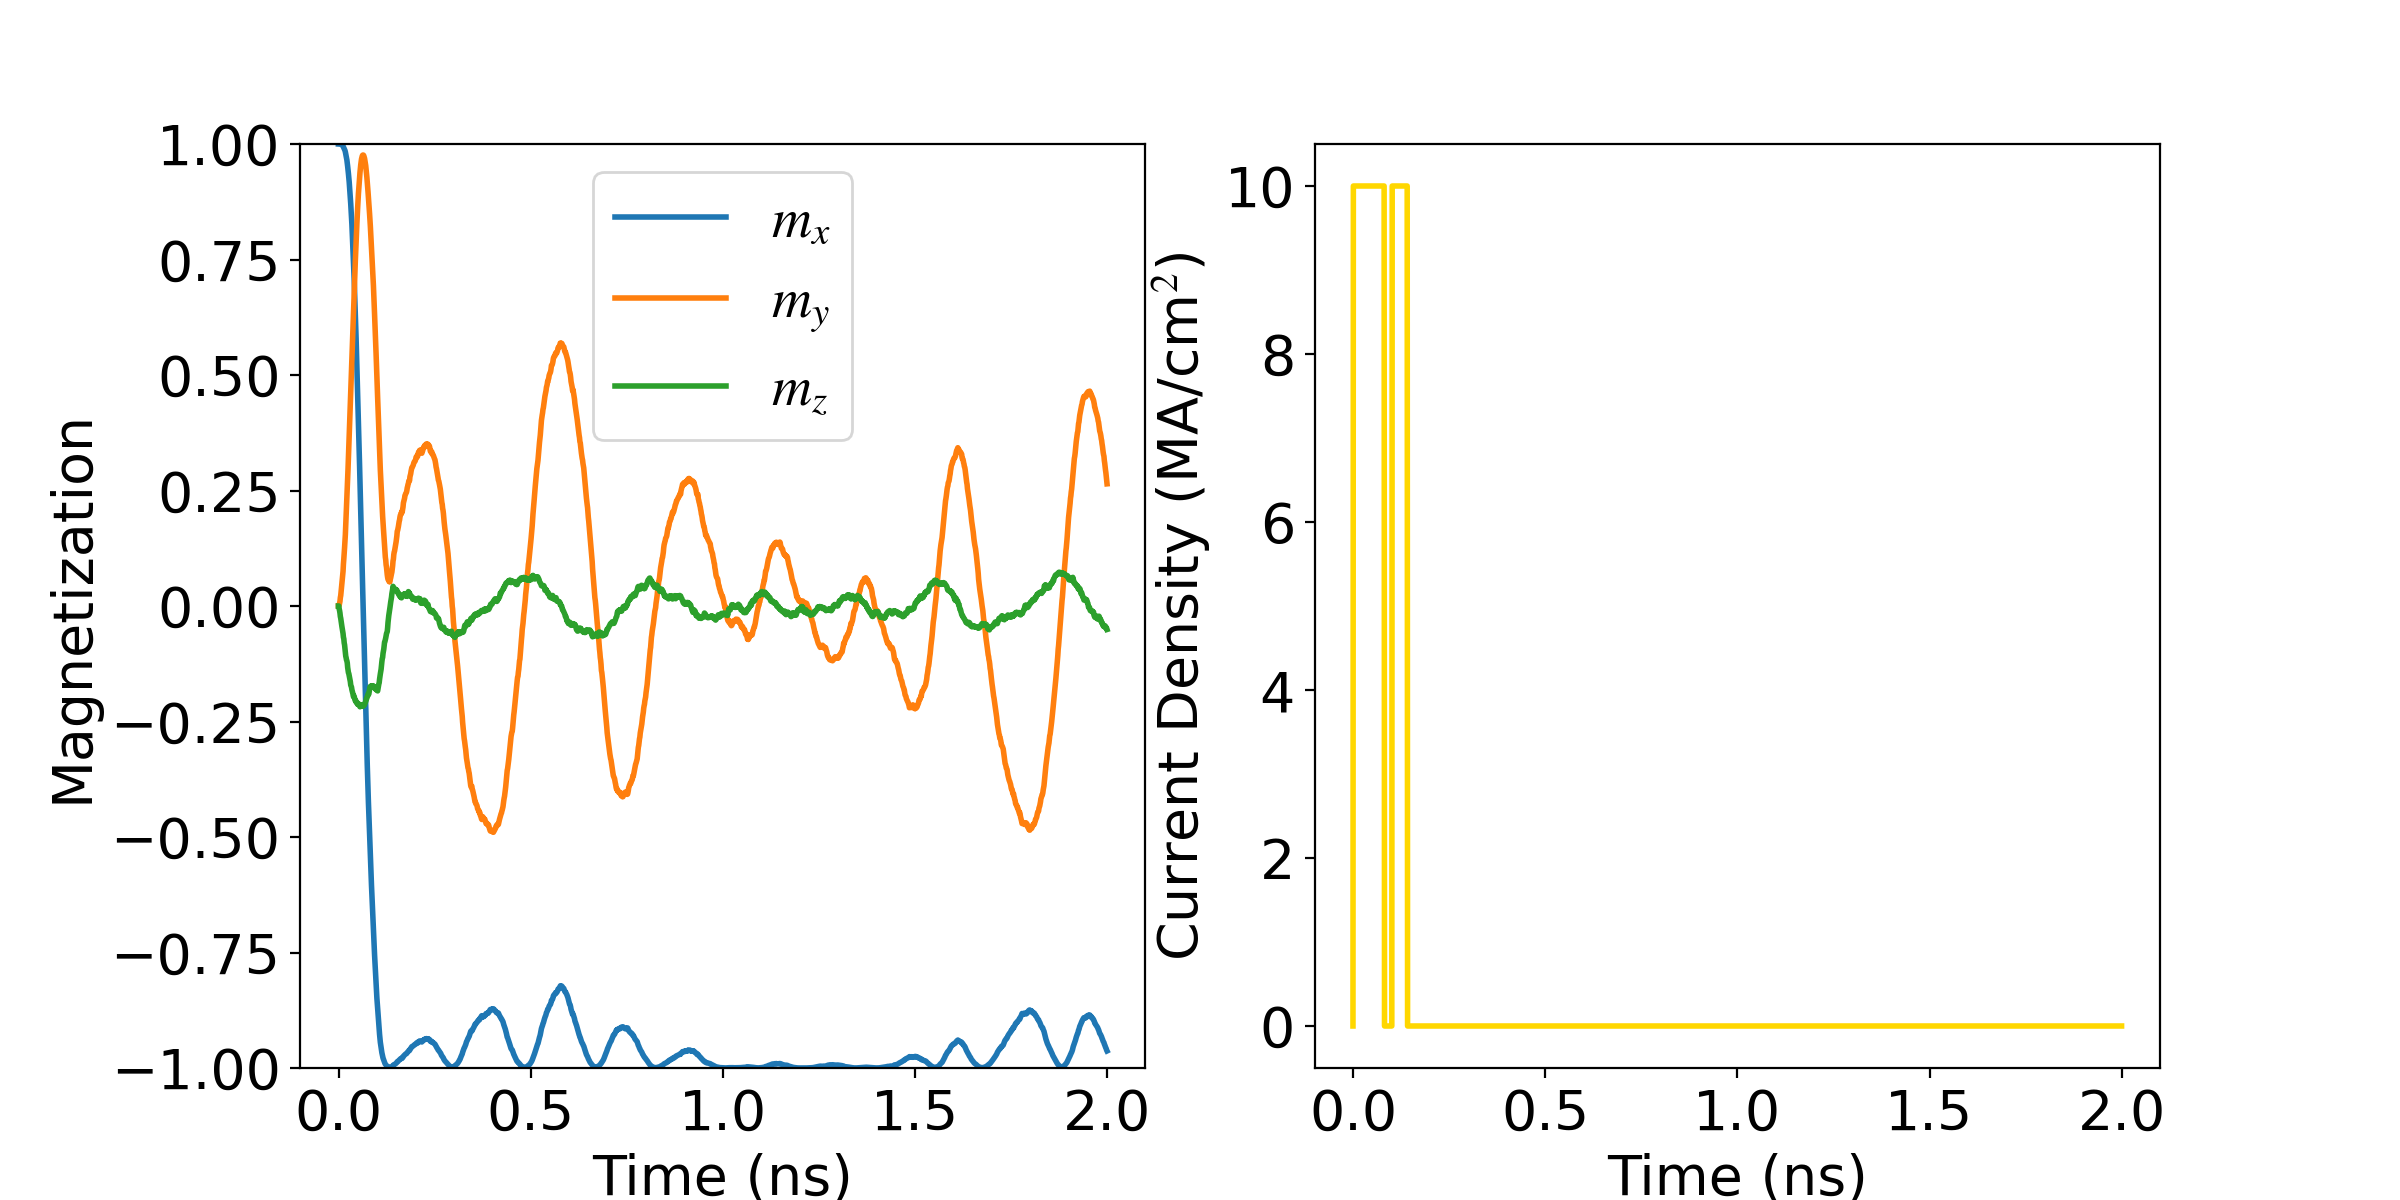 Magnetization
1.00
0.75
0.50
0.25
0.00
−0.25
−0.50
−0.75
−1.00
0.0 0.5 1.0 1.5 2.0
Time (ns)
m_x
m_y
m_z
Current Density (MA/cm²)
10
8
6
4
2
0
0.0 0.5 1.0 1.5 2.0
Time (ns)